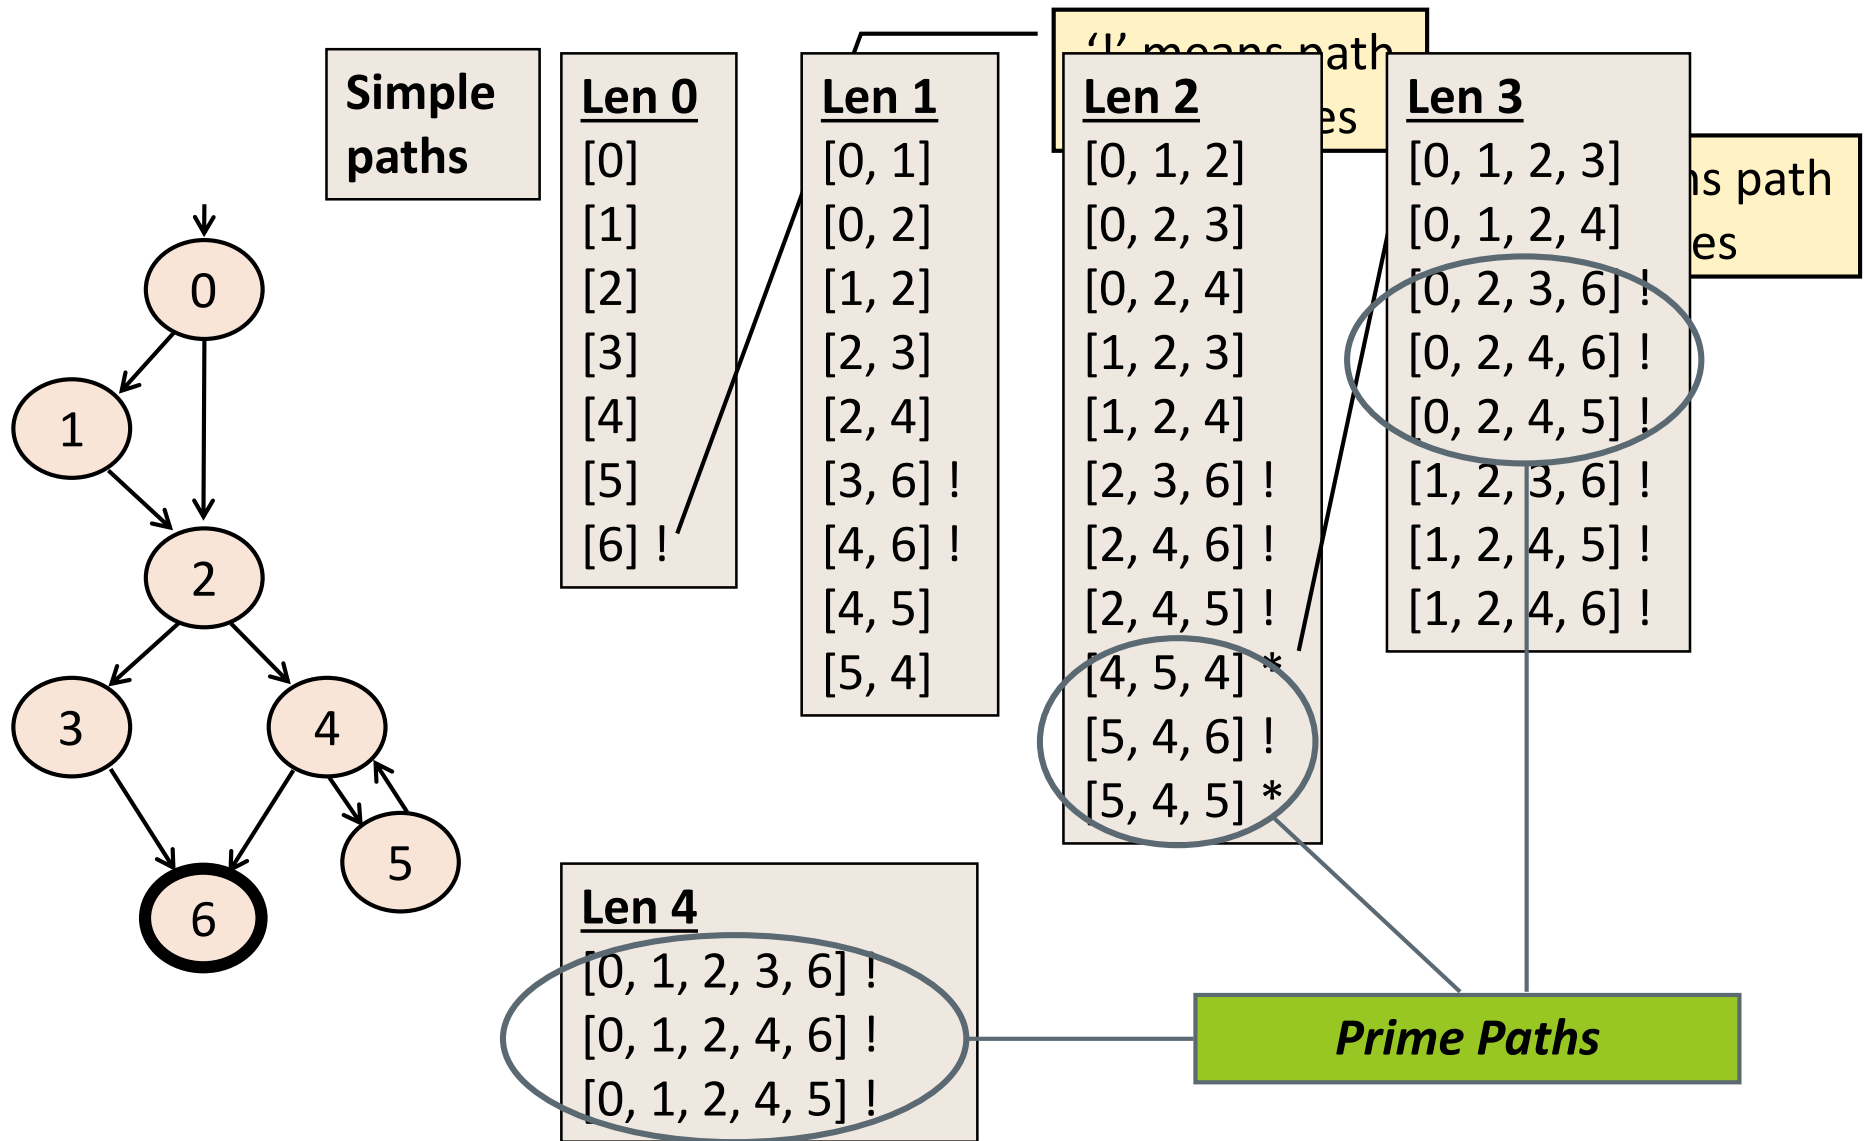 Simple
paths
Len 0
[0]
[1]
[2]
[3]
[4]
[5]
[6] !
Len 1
[0, 1]
[0, 2]
[1, 2]
[2, 3]
[2, 4]
[3, 6] !
[4, 6] !
[4, 5]
[5, 4]
‘!’ means path
es
Len 2
[0, 1, 2]
[0, 2, 3]
[0, 2, 4]
[1, 2, 3]
[1, 2, 4]
[2, 3, 6] !
[2, 4, 6] !
[2, 4, 5] !
[4, 5, 4] *
[5, 4, 6] !
[5, 4, 5] *
Len 3
[0, 1, 2, 3]
[0, 1, 2, 4]
[0, 2, 3, 6] !
[0, 2, 4, 6] !
[0, 2, 4, 5] !
[1, 2, 3, 6] !
[1, 2, 4, 5] !
[1, 2, 4, 6] !
ns path
es
0
1
2
3
4
5
6
Len 4
[0, 1, 2, 3, 6] !
[0, 1, 2, 4, 6] !
[0, 1, 2, 4, 5] !
Prime Paths